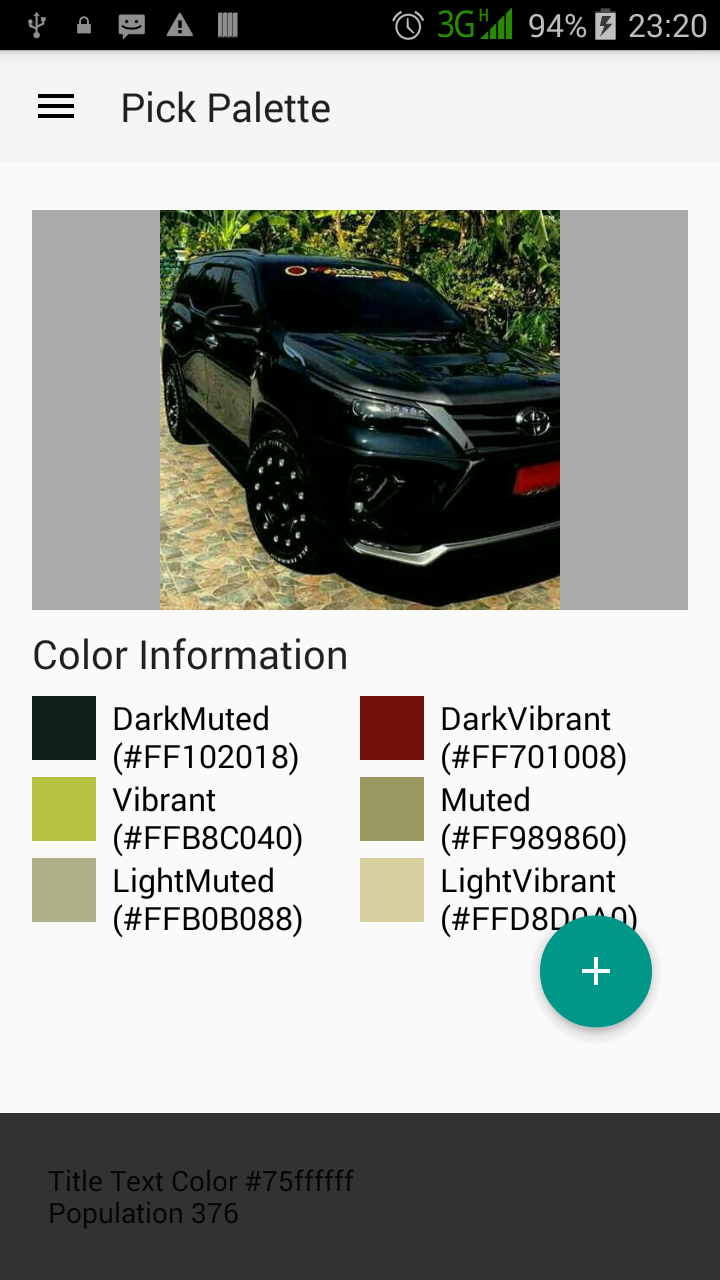 3G H 94% 23:20
Pick Palette
Color Information
DarkMuted
(#FF102018)
DarkVibrant
(#FF701008)
Vibrant
(#FFB8C040)
Muted
(#FF989860)
LightMuted
(#FFB0B088)
LightVibrant
(#FFD8D0A0)
Title Text Color #75ffffff
Population 376